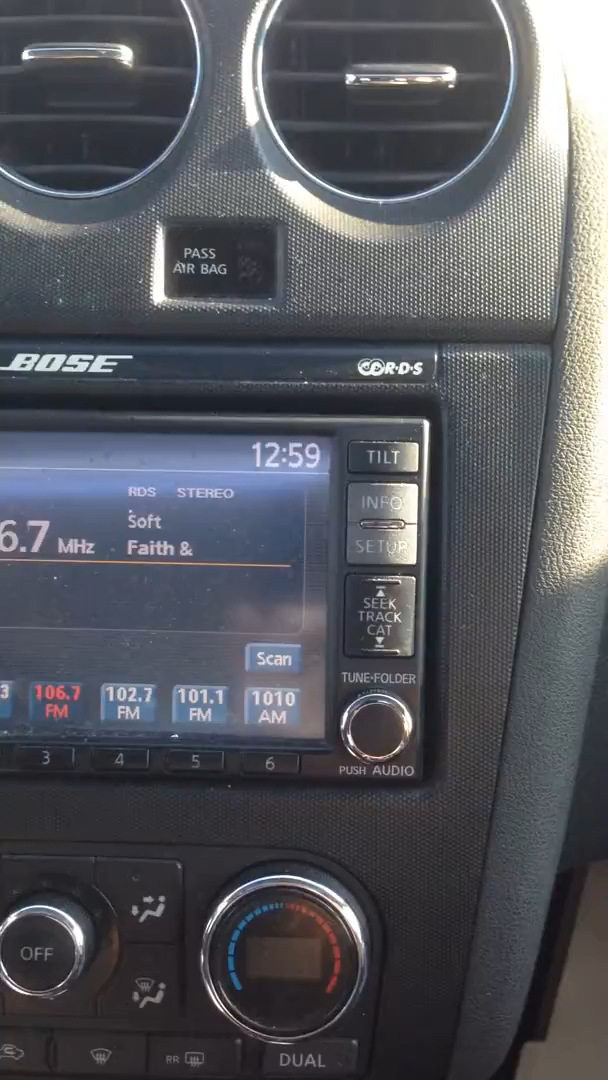 PASS
AIR BAG
BOSE
R·D·S
12:59
TILT
RDS STEREO
INFO
Soft
6.7 MHz
Faith &
SETUP
SEEK
TRACK
CAT
Scan
TUNE·FOLDER
3
106.7
FM
102.7
FM
101.1
FM
1010
AM
3
4
5
6
PUSH AUDIO
OFF
RR
DUAL